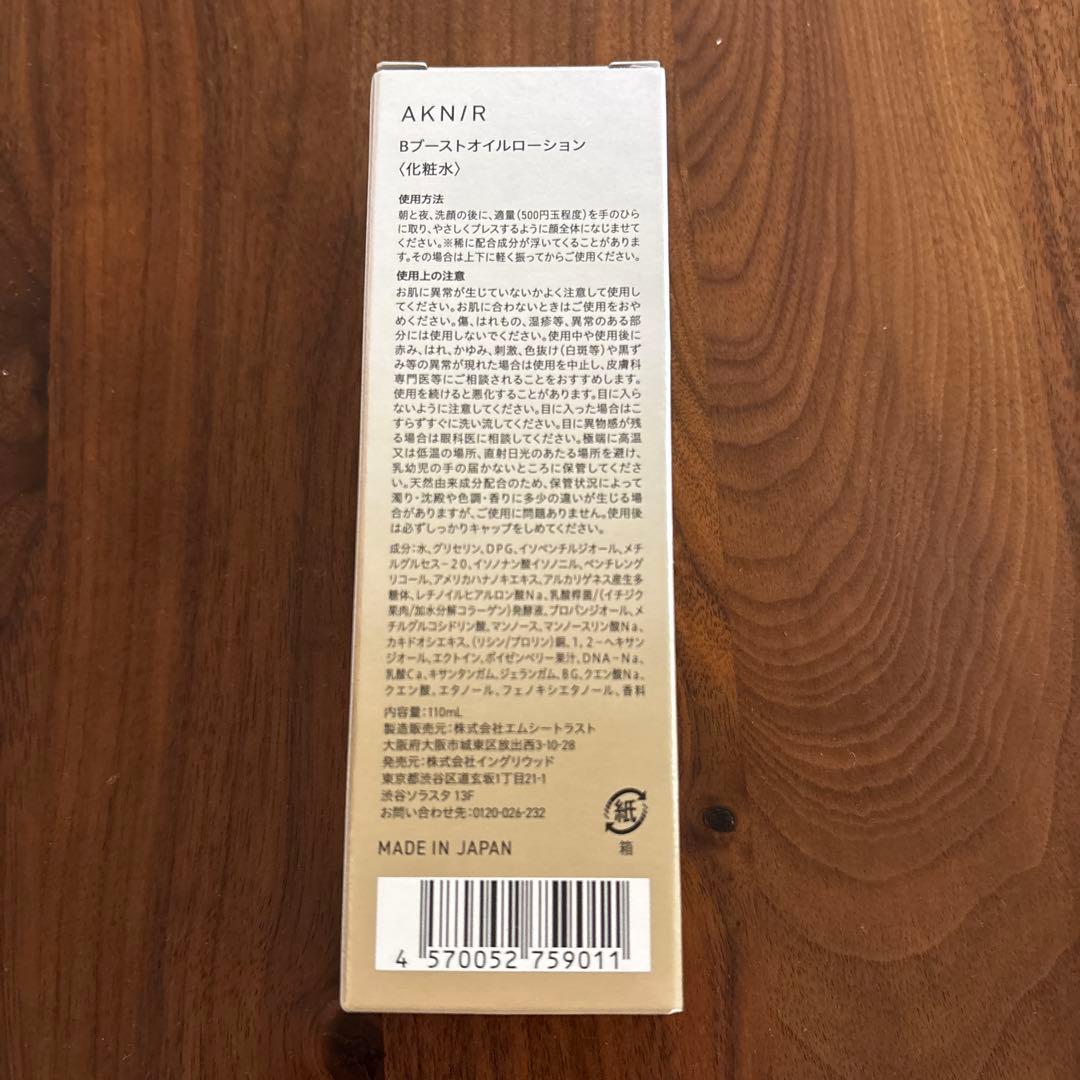 AKN/R
Bブーストオイルローション
〈化粧水〉
使用方法
朝と夜、洗顔の後に、適量(500円玉程度)を手のひら
に取り、やさしくプレスするように顔全体になじませて
ください。※稀に配合成分が浮いてくることがありま
す。その場合は上下に軽く振ってからご使用ください。
使用上の注意
お肌に異常が生じていないかよく注意して使用し
てください。お肌に合わないときはご使用をおや
めください。傷、はれもの、湿疹等、異常のある部
分には使用しないでください。使用中や使用後に
赤み、はれ、かゆみ、刺激、色抜け(白斑等)や黒ず
み等の異常が現れた場合は使用を中止し、皮膚科
専門医等にご相談されることをおすすめします。
使用を続けると悪化することがあります。目に入ら
ないように注意してください。目に入った場合はこ
すらずすぐに洗い流してください。目に異物感が残
る場合は眼科医に相談してください。極端に高温
又は低温の場所、直射日光のあたる場所を避け、
乳幼児の手の届かないところに保管してくださ
い。天然由来成分配合のため、保管状況によって
濁り・沈殿や色調・香りに多少の違いが生じる場
合がありますが、ご使用に問題ありません。使用後
は必ずしっかりキャップをしめてください。
成分:水、グリセリン、DPG、イソペンチルジオール、メチ
ルグルセス-20、イソノナン酸イソノニル、ペンチレング
リコール、アメリカハナノキエキス、アルカリゲネス産生多
糖体、レチノイルヒアルロン酸Na、乳酸桿菌/(イチジク
果肉/加水分解コラーゲン)発酵液、プロパンジオール、メ
チルグルコシドリン酸、マンノース、マンノースリン酸Na、
カキドオシエキス、(リシン/プロリン)銅、1,2-ヘキサン
ジオール、エクトイン、ボイセンベリー果汁、DNA-Na、
乳酸Ca、キサンタンガム、ジェランガム、BG、クエン酸Na、
クエン酸、エタノール、フェノキシエタノール、香料
内容量:110mL
製造販売元:株式会社エムシートラスト
大阪府大阪市城東区放出西3-10-28
発売元:株式会社イングリウッド
東京都渋谷区道玄坂1丁目21-1
渋谷ソラスタ 13F
お問い合わせ先:0120-026-232
紙
箱
MADE IN JAPAN
4 570052 759011